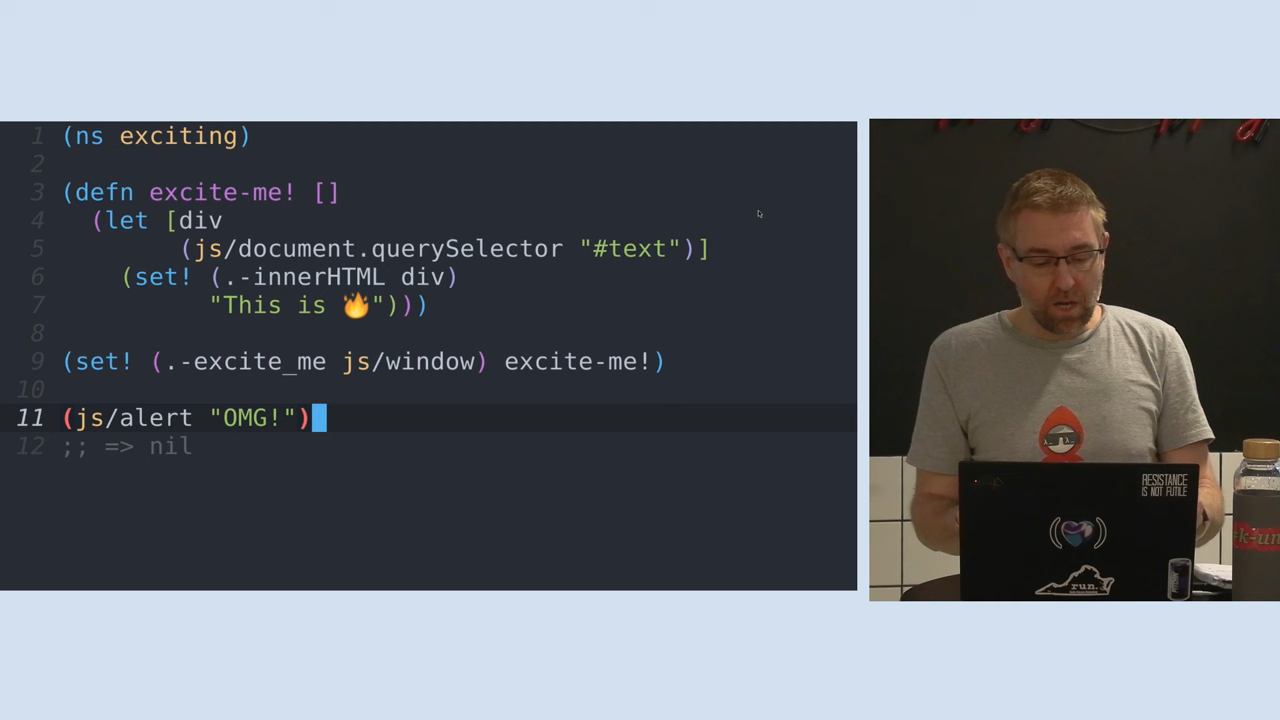 1 (ns exciting)
2
3 (defn excite-me! []
4   (let [div
5         (js/document.querySelector "#text")]
6     (set! (.-innerHTML div)
7           "This is 🔥")))
8
9 (set! (.-excite_me js/window) excite-me!)
10
11 (js/alert "OMG!")
12 ;; => nil
RESISTANCE
IS NOT FUTILE
run.